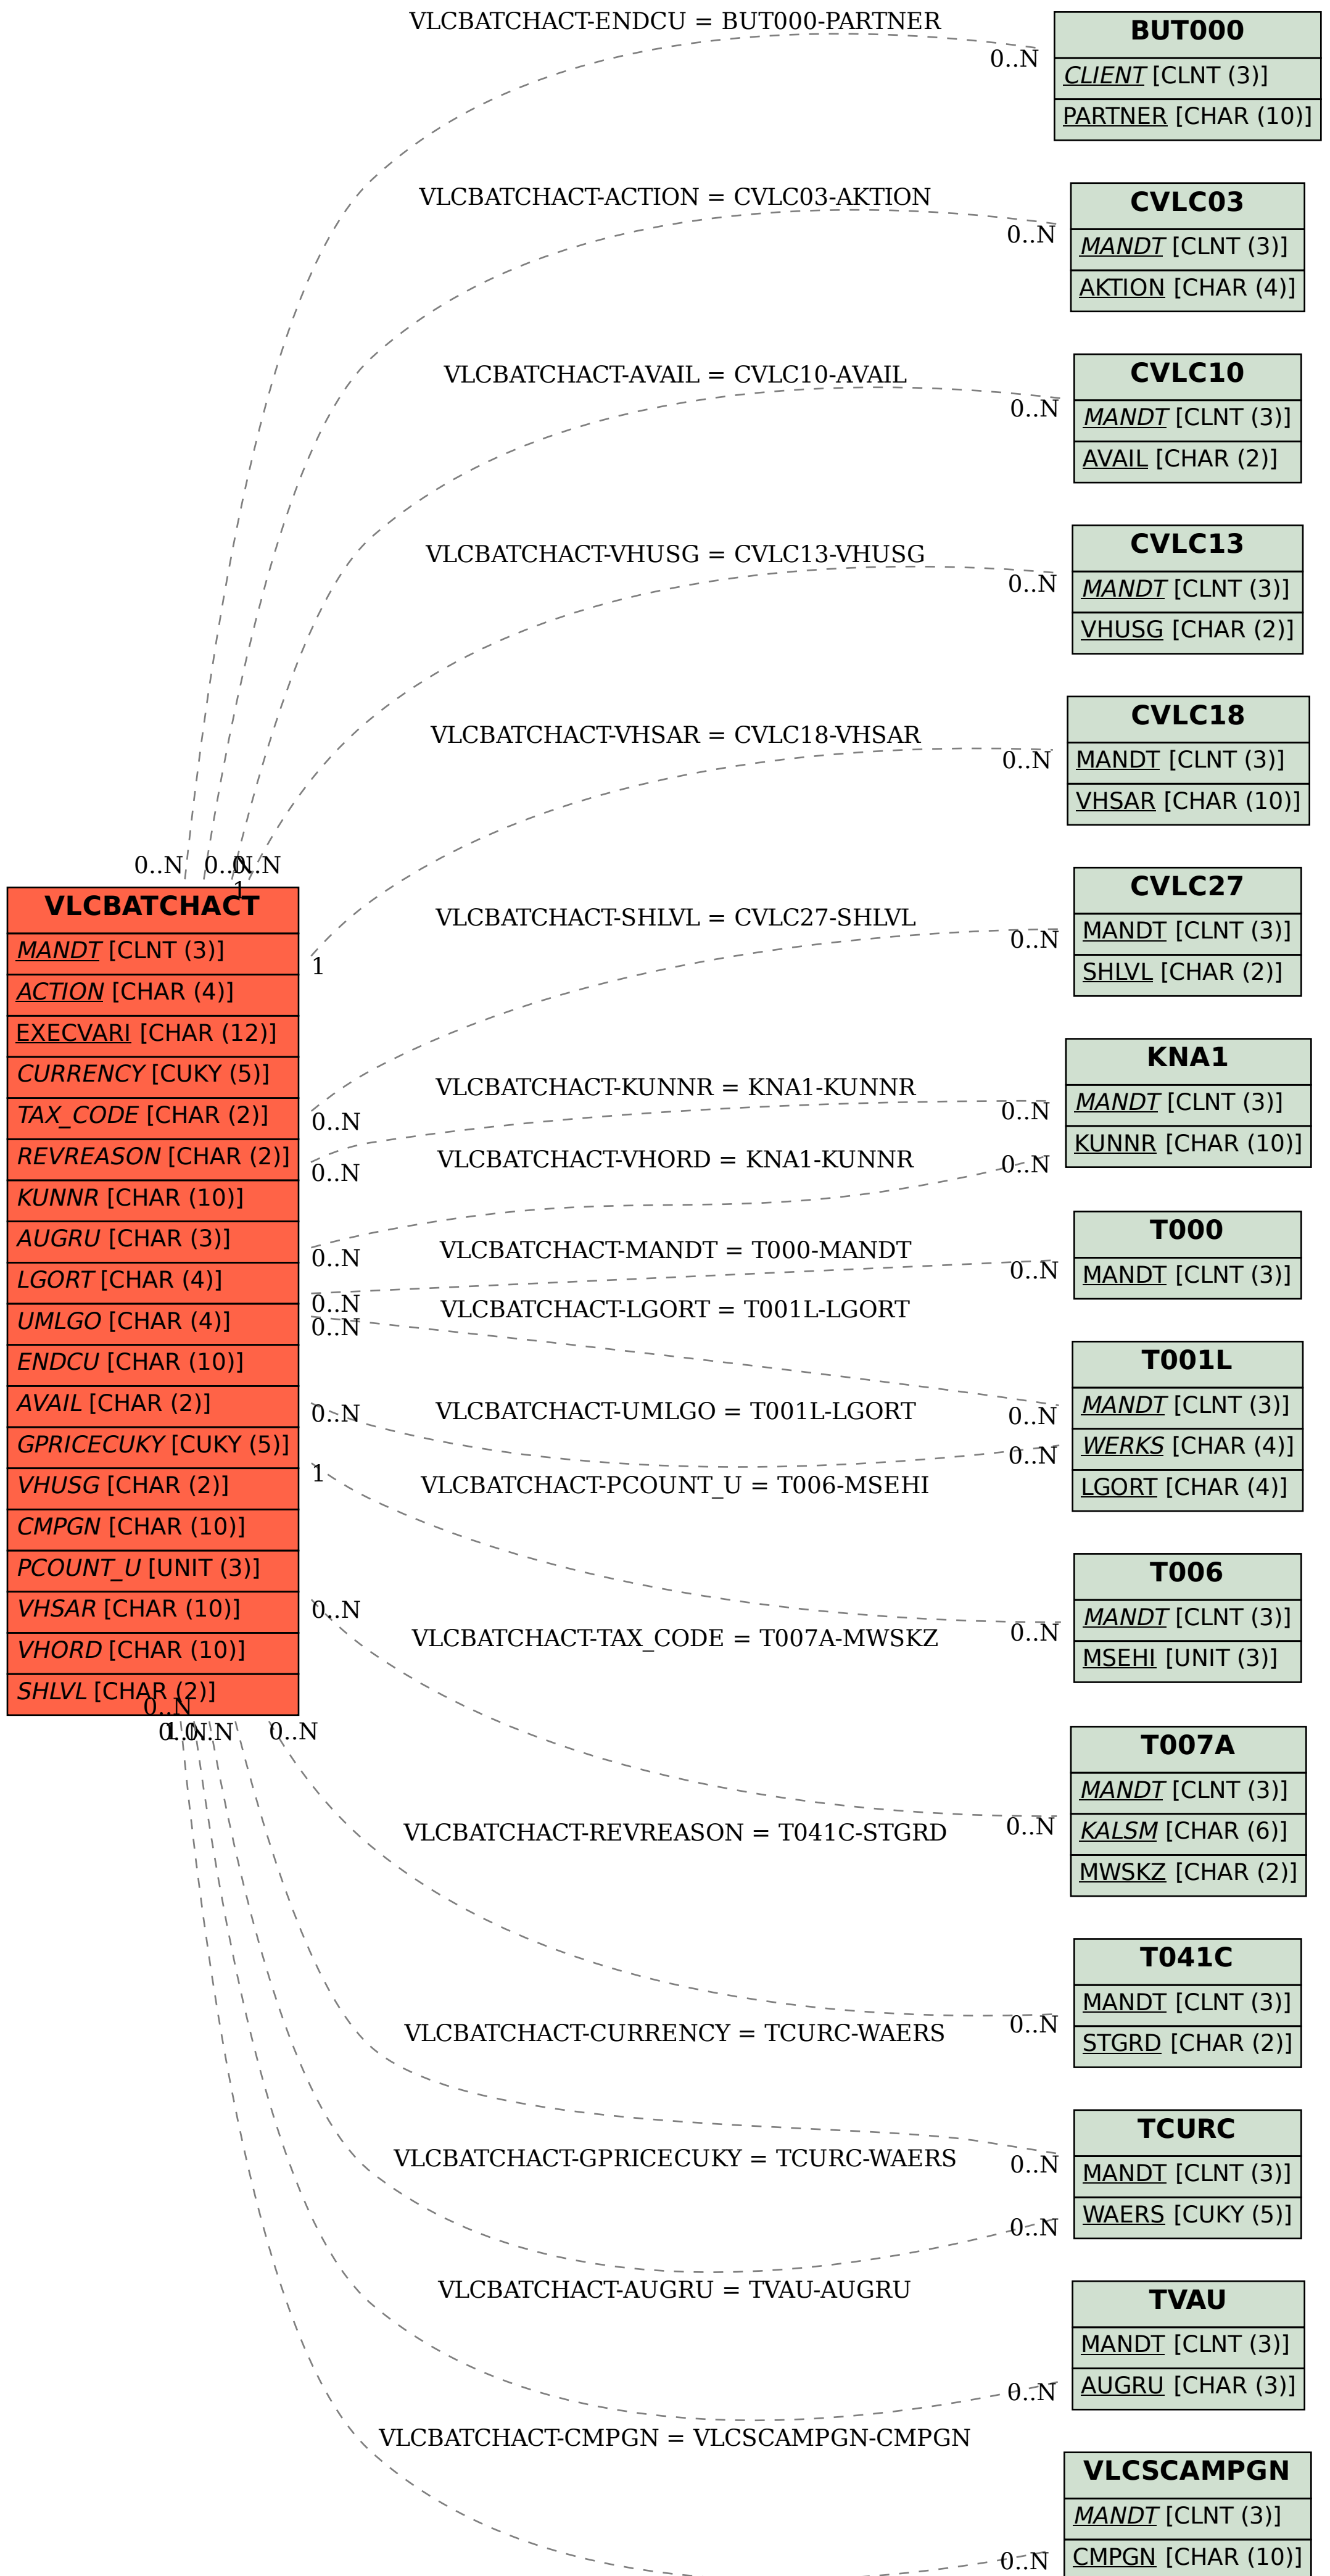 VLCBATCHACT-ENDCU = BUT000-PARTNER
0..N
BUT000
CLIENT [CLNT (3)]
PARTNER [CHAR (10)]
VLCBATCHACT-ACTION = CVLC03-AKTION
0..N
CVLC03
MANDT [CLNT (3)]
AKTION [CHAR (4)]
VLCBATCHACT-AVAIL = CVLC10-AVAIL
0..N
CVLC10
MANDT [CLNT (3)]
AVAIL [CHAR (2)]
VLCBATCHACT-VHUSG = CVLC13-VHUSG
0..N
CVLC13
MANDT [CLNT (3)]
VHUSG [CHAR (2)]
VLCBATCHACT-VHSAR = CVLC18-VHSAR
0..N
CVLC18
MANDT [CLNT (3)]
VHSAR [CHAR (10)]
VLCBATCHACT-SHLVL = CVLC27-SHLVL
0..N
CVLC27
MANDT [CLNT (3)]
SHLVL [CHAR (2)]
VLCBATCHACT-KUNNR = KNA1-KUNNR
0..N
VLCBATCHACT-VHORD = KNA1-KUNNR
0..N
KNA1
MANDT [CLNT (3)]
KUNNR [CHAR (10)]
VLCBATCHACT-MANDT = T000-MANDT
0..N
T000
MANDT [CLNT (3)]
VLCBATCHACT-LGORT = T001L-LGORT
0..N
VLCBATCHACT-UMLGO = T001L-LGORT
0..N
T001L
MANDT [CLNT (3)]
WERKS [CHAR (4)]
LGORT [CHAR (4)]
VLCBATCHACT-PCOUNT_U = T006-MSEHI
0..N
T006
MANDT [CLNT (3)]
MSEHI [UNIT (3)]
VLCBATCHACT-TAX_CODE = T007A-MWSKZ
0..N
T007A
MANDT [CLNT (3)]
KALSM [CHAR (6)]
MWSKZ [CHAR (2)]
VLCBATCHACT-REVREASON = T041C-STGRD
0..N
T041C
MANDT [CLNT (3)]
STGRD [CHAR (2)]
VLCBATCHACT-CURRENCY = TCURC-WAERS
0..N
VLCBATCHACT-GPRICECUKY = TCURC-WAERS
0..N
TCURC
MANDT [CLNT (3)]
WAERS [CUKY (5)]
VLCBATCHACT-AUGRU = TVAU-AUGRU
0..N
TVAU
MANDT [CLNT (3)]
AUGRU [CHAR (3)]
VLCBATCHACT-CMPGN = VLCSCAMPGN-CMPGN
0..N
VLCSCAMPGN
MANDT [CLNT (3)]
CMPGN [CHAR (10)]
0..N
0..N
0..N
1
VLCBATCHACT
MANDT [CLNT (3)]
ACTION [CHAR (4)]
EXECVARI [CHAR (12)]
CURRENCY [CUKY (5)]
TAX_CODE [CHAR (2)]
REVREASON [CHAR (2)]
KUNNR [CHAR (10)]
AUGRU [CHAR (3)]
LGORT [CHAR (4)]
UMLGO [CHAR (4)]
ENDCU [CHAR (10)]
AVAIL [CHAR (2)]
GPRICECUKY [CUKY (5)]
VHUSG [CHAR (2)]
CMPGN [CHAR (10)]
PCOUNT_U [UNIT (3)]
VHSAR [CHAR (10)]
VHORD [CHAR (10)]
SHLVL [CHAR (2)]
1
0..N
0..N
0..N
0..N
0..N
0..N
1
0..N
0..N
0..N
1
0..N
0..N